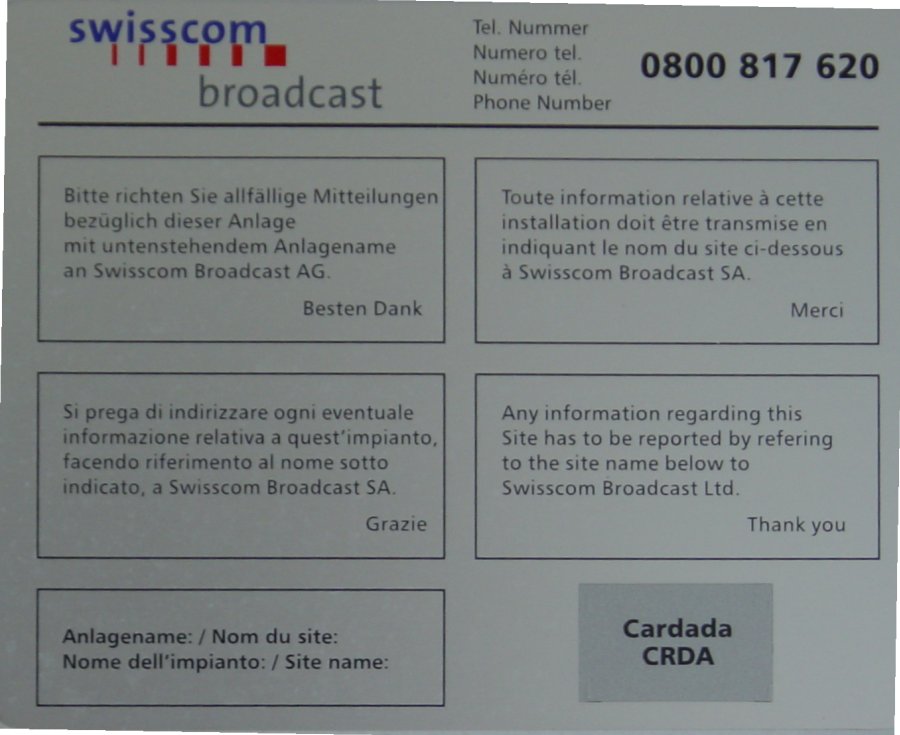 swisscom
broadcast
Tel. Nummer
Numero tel.
Numéro tél.
Phone Number
0800 817 620
Bitte richten Sie allfällige Mitteilungen
bezüglich dieser Anlage
mit untenstehendem Anlagename
an Swisscom Broadcast AG.
Besten Dank
Toute information relative à cette
installation doit être transmise en
indiquant le nom du site ci-dessous
à Swisscom Broadcast SA.
Merci
Si prega di indirizzare ogni eventuale
informazione relativa a quest'impianto,
facendo riferimento al nome sotto
indicato, a Swisscom Broadcast SA.
Grazie
Any information regarding this
Site has to be reported by refering
to the site name below to
Swisscom Broadcast Ltd.
Thank you
Anlagename: / Nom du site:
Nome dell'impianto: / Site name:
Cardada
CRDA